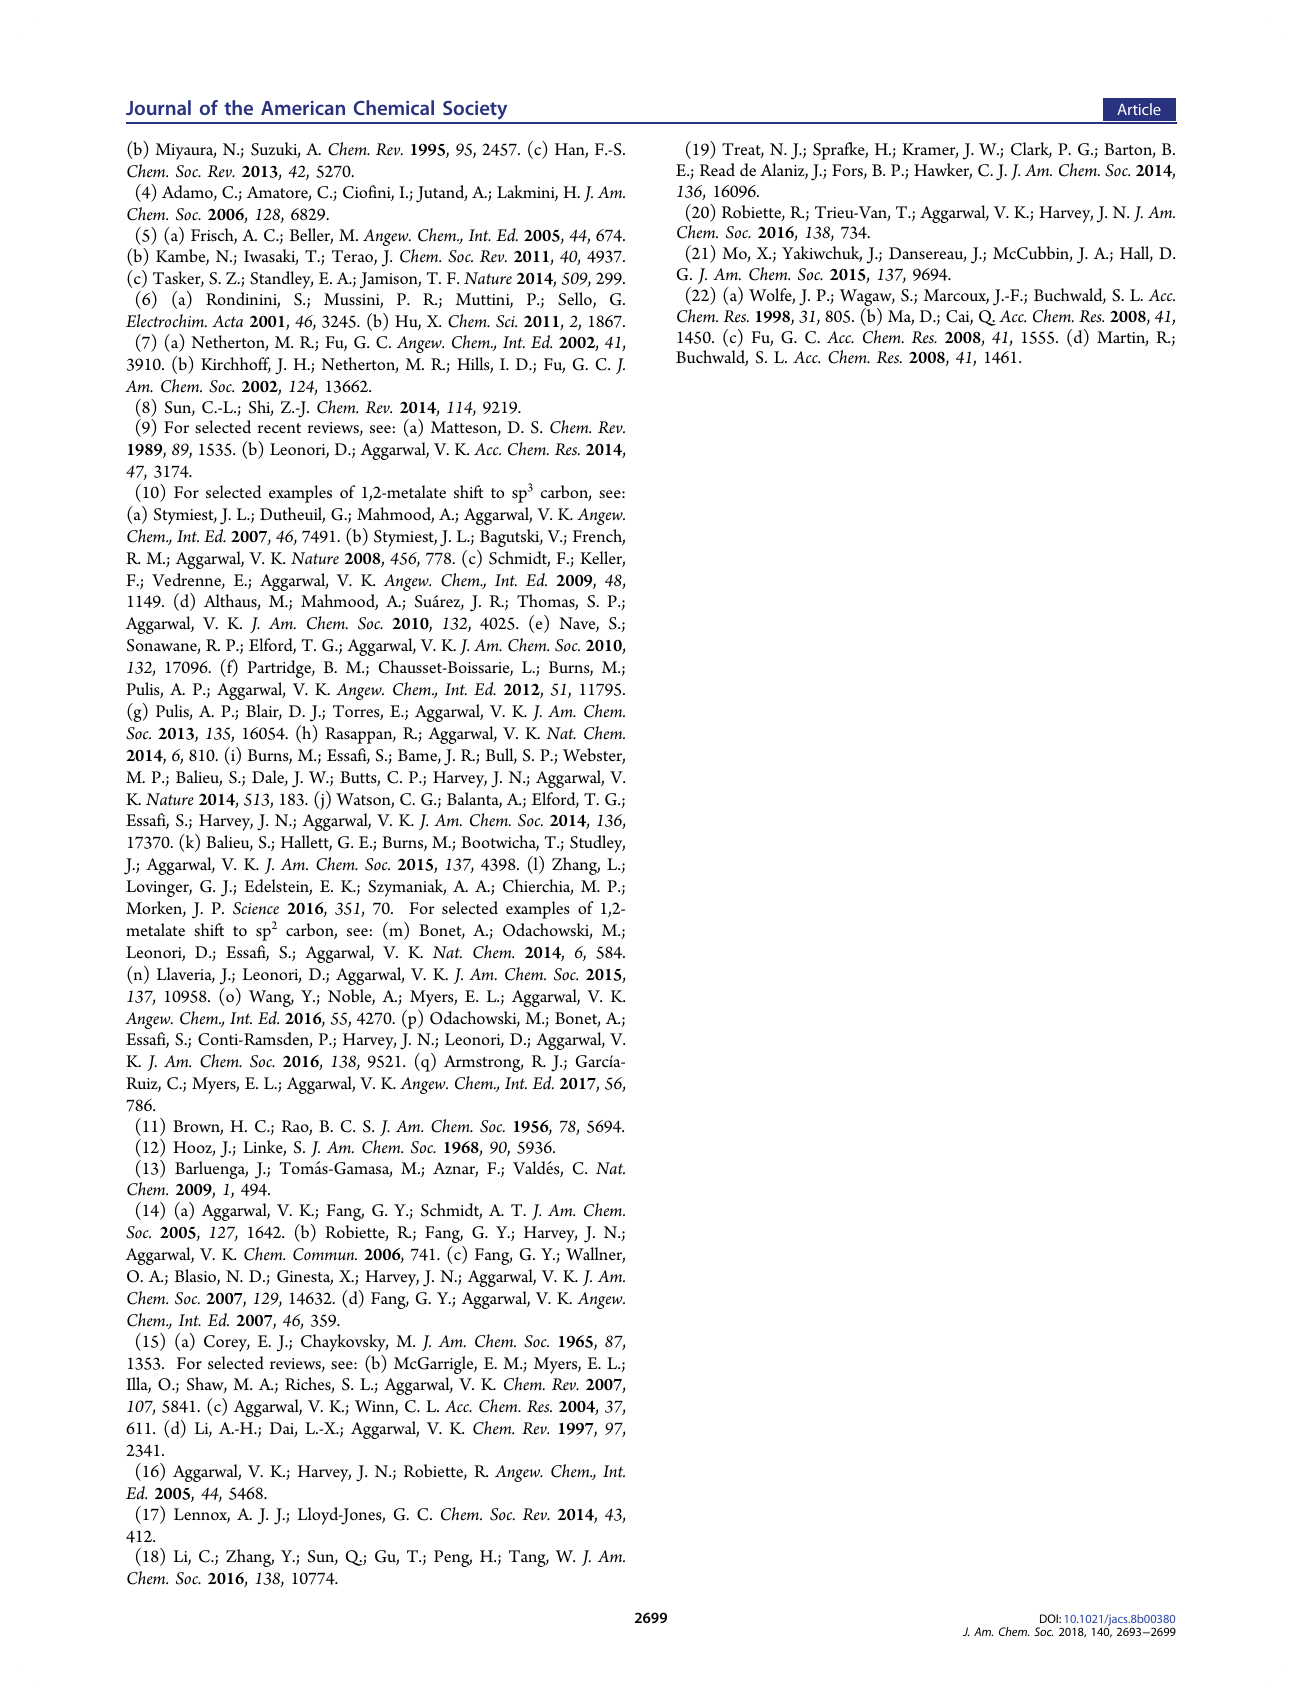 Journal of the American Chemical Society
Article
(b) Miyaura, N.; Suzuki, A. Chem. Rev. 1995, 95, 2457. (c) Han, F.-S.
Chem. Soc. Rev. 2013, 42, 5270.
(4) Adamo, C.; Amatore, C.; Ciofini, I.; Jutand, A.; Lakmini, H. J. Am.
Chem. Soc. 2006, 128, 6829.
(5) (a) Frisch, A. C.; Beller, M. Angew. Chem., Int. Ed. 2005, 44, 674.
(b) Kambe, N.; Iwasaki, T.; Terao, J. Chem. Soc. Rev. 2011, 40, 4937.
(c) Tasker, S. Z.; Standley, E. A.; Jamison, T. F. Nature 2014, 509, 299.
(6) (a) Rondinini, S.; Mussini, P. R.; Muttini, P.; Sello, G.
Electrochim. Acta 2001, 46, 3245. (b) Hu, X. Chem. Sci. 2011, 2, 1867.
(7) (a) Netherton, M. R.; Fu, G. C. Angew. Chem., Int. Ed. 2002, 41,
3910. (b) Kirchhoff, J. H.; Netherton, M. R.; Hills, I. D.; Fu, G. C. J.
Am. Chem. Soc. 2002, 124, 13662.
(8) Sun, C.-L.; Shi, Z.-J. Chem. Rev. 2014, 114, 9219.
(9) For selected recent reviews, see: (a) Matteson, D. S. Chem. Rev.
1989, 89, 1535. (b) Leonori, D.; Aggarwal, V. K. Acc. Chem. Res. 2014,
47, 3174.
(10) For selected examples of 1,2-metalate shift to sp³ carbon, see:
(a) Stymiest, J. L.; Dutheuil, G.; Mahmood, A.; Aggarwal, V. K. Angew.
Chem., Int. Ed. 2007, 46, 7491. (b) Stymiest, J. L.; Bagutski, V.; French,
R. M.; Aggarwal, V. K. Nature 2008, 456, 778. (c) Schmidt, F.; Keller,
F.; Vedrenne, E.; Aggarwal, V. K. Angew. Chem., Int. Ed. 2009, 48,
1149. (d) Althaus, M.; Mahmood, A.; Suárez, J. R.; Thomas, S. P.;
Aggarwal, V. K. J. Am. Chem. Soc. 2010, 132, 4025. (e) Nave, S.;
Sonawane, R. P.; Elford, T. G.; Aggarwal, V. K. J. Am. Chem. Soc. 2010,
132, 17096. (f) Partridge, B. M.; Chausset-Boissarie, L.; Burns, M.;
Pulis, A. P.; Aggarwal, V. K. Angew. Chem., Int. Ed. 2012, 51, 11795.
(g) Pulis, A. P.; Blair, D. J.; Torres, E.; Aggarwal, V. K. J. Am. Chem.
Soc. 2013, 135, 16054. (h) Rasappan, R.; Aggarwal, V. K. Nat. Chem.
2014, 6, 810. (i) Burns, M.; Essafi, S.; Bame, J. R.; Bull, S. P.; Webster,
M. P.; Balieu, S.; Dale, J. W.; Butts, C. P.; Harvey, J. N.; Aggarwal, V.
K. Nature 2014, 513, 183. (j) Watson, C. G.; Balanta, A.; Elford, T. G.;
Essafi, S.; Harvey, J. N.; Aggarwal, V. K. J. Am. Chem. Soc. 2014, 136,
17370. (k) Balieu, S.; Hallett, G. E.; Burns, M.; Bootwicha, T.; Studley,
J.; Aggarwal, V. K. J. Am. Chem. Soc. 2015, 137, 4398. (l) Zhang, L.;
Lovinger, G. J.; Edelstein, E. K.; Szymaniak, A. A.; Chierchia, M. P.;
Morken, J. P. Science 2016, 351, 70. For selected examples of 1,2-
metalate shift to sp² carbon, see: (m) Bonet, A.; Odachowski, M.;
Leonori, D.; Essafi, S.; Aggarwal, V. K. Nat. Chem. 2014, 6, 584.
(n) Llaveria, J.; Leonori, D.; Aggarwal, V. K. J. Am. Chem. Soc. 2015,
137, 10958. (o) Wang, Y.; Noble, A.; Myers, E. L.; Aggarwal, V. K.
Angew. Chem., Int. Ed. 2016, 55, 4270. (p) Odachowski, M.; Bonet, A.;
Essafi, S.; Conti-Ramsden, P.; Harvey, J. N.; Leonori, D.; Aggarwal, V.
K. J. Am. Chem. Soc. 2016, 138, 9521. (q) Armstrong, R. J.; García-
Ruiz, C.; Myers, E. L.; Aggarwal, V. K. Angew. Chem., Int. Ed. 2017, 56,
786.
(11) Brown, H. C.; Rao, B. C. S. J. Am. Chem. Soc. 1956, 78, 5694.
(12) Hooz, J.; Linke, S. J. Am. Chem. Soc. 1968, 90, 5936.
(13) Barluenga, J.; Tomás-Gamasa, M.; Aznar, F.; Valdés, C. Nat.
Chem. 2009, 1, 494.
(14) (a) Aggarwal, V. K.; Fang, G. Y.; Schmidt, A. T. J. Am. Chem.
Soc. 2005, 127, 1642. (b) Robiette, R.; Fang, G. Y.; Harvey, J. N.;
Aggarwal, V. K. Chem. Commun. 2006, 741. (c) Fang, G. Y.; Wallner,
O. A.; Blasio, N. D.; Ginesta, X.; Harvey, J. N.; Aggarwal, V. K. J. Am.
Chem. Soc. 2007, 129, 14632. (d) Fang, G. Y.; Aggarwal, V. K. Angew.
Chem., Int. Ed. 2007, 46, 359.
(15) (a) Corey, E. J.; Chaykovsky, M. J. Am. Chem. Soc. 1965, 87,
1353. For selected reviews, see: (b) McGarrigle, E. M.; Myers, E. L.;
Illa, O.; Shaw, M. A.; Riches, S. L.; Aggarwal, V. K. Chem. Rev. 2007,
107, 5841. (c) Aggarwal, V. K.; Winn, C. L. Acc. Chem. Res. 2004, 37,
611. (d) Li, A.-H.; Dai, L.-X.; Aggarwal, V. K. Chem. Rev. 1997, 97,
2341.
(16) Aggarwal, V. K.; Harvey, J. N.; Robiette, R. Angew. Chem., Int.
Ed. 2005, 44, 5468.
(17) Lennox, A. J. J.; Lloyd-Jones, G. C. Chem. Soc. Rev. 2014, 43,
412.
(18) Li, C.; Zhang, Y.; Sun, Q.; Gu, T.; Peng, H.; Tang, W. J. Am.
Chem. Soc. 2016, 138, 10774.
(19) Treat, N. J.; Sprafke, H.; Kramer, J. W.; Clark, P. G.; Barton, B.
E.; Read de Alaniz, J.; Fors, B. P.; Hawker, C. J. J. Am. Chem. Soc. 2014,
136, 16096.
(20) Robiette, R.; Trieu-Van, T.; Aggarwal, V. K.; Harvey, J. N. J. Am.
Chem. Soc. 2016, 138, 734.
(21) Mo, X.; Yakiwchuk, J.; Dansereau, J.; McCubbin, J. A.; Hall, D.
G. J. Am. Chem. Soc. 2015, 137, 9694.
(22) (a) Wolfe, J. P.; Wagaw, S.; Marcoux, J.-F.; Buchwald, S. L. Acc.
Chem. Res. 1998, 31, 805. (b) Ma, D.; Cai, Q. Acc. Chem. Res. 2008, 41,
1450. (c) Fu, G. C. Acc. Chem. Res. 2008, 41, 1555. (d) Martin, R.;
Buchwald, S. L. Acc. Chem. Res. 2008, 41, 1461.
2699
DOI: 10.1021/jacs.8b00380
J. Am. Chem. Soc. 2018, 140, 2693−2699